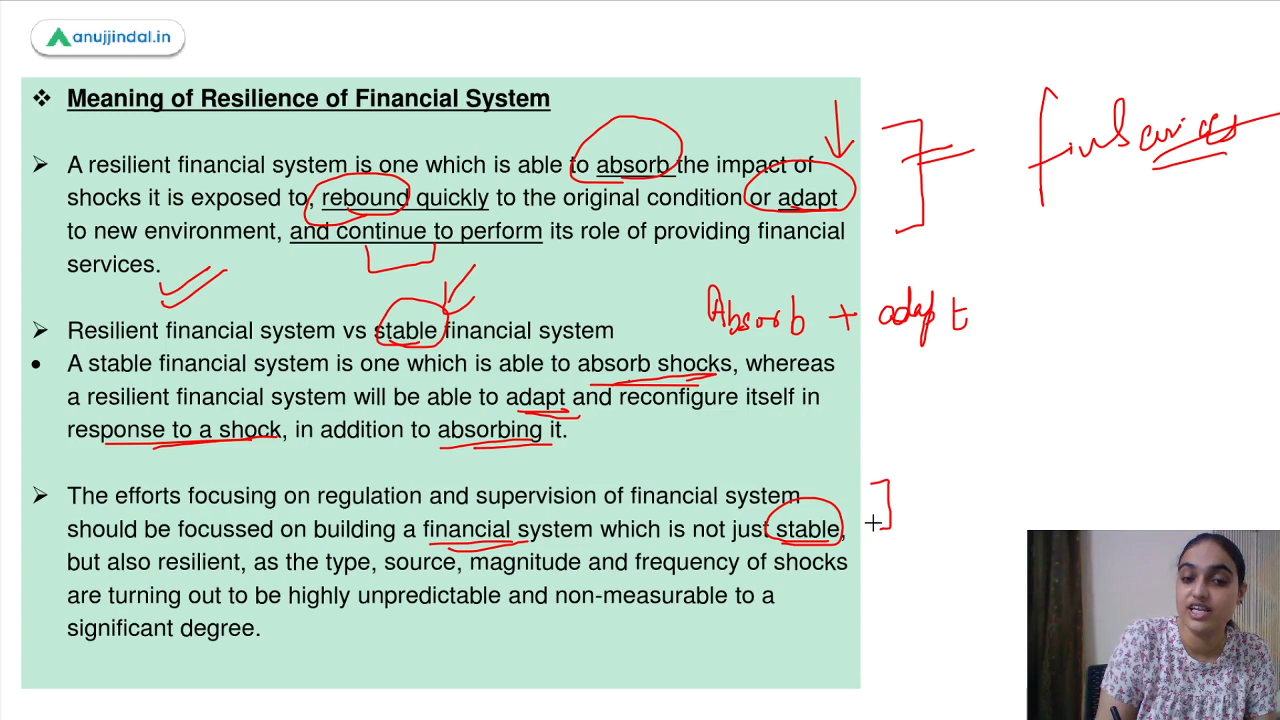 anujjindal.in
❖ Meaning of Resilience of Financial System
➢ A resilient financial system is one which is able to absorb the impact of
shocks it is exposed to, rebound quickly to the original condition or adapt
to new environment, and continue to perform its role of providing financial
services.
Absorb + adapt
➢ Resilient financial system vs stable financial system
• A stable financial system is one which is able to absorb shocks, whereas
a resilient financial system will be able to adapt and reconfigure itself in
response to a shock, in addition to absorbing it.
➢ The efforts focusing on regulation and supervision of financial system
should be focussed on building a financial system which is not just stable,
but also resilient, as the type, source, magnitude and frequency of shocks
are turning out to be highly unpredictable and non-measurable to a
significant degree.